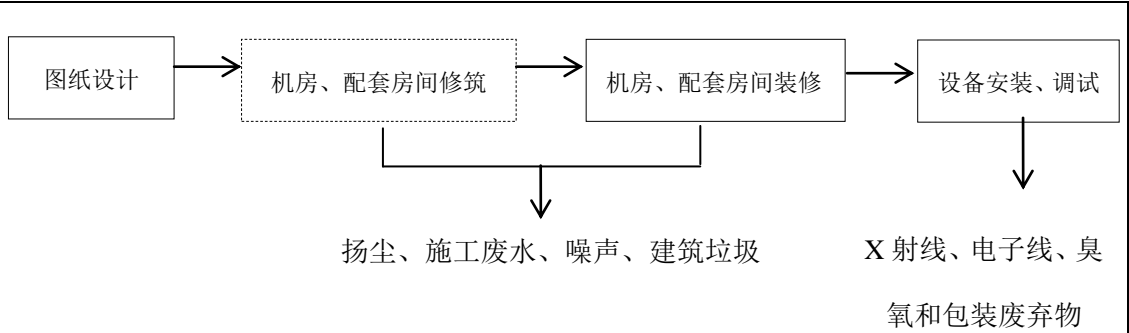 图纸设计
机房、配套房间修筑
机房、配套房间装修
设备安装、调试
扬尘、施工废水、噪声、建筑垃圾
X 射线、电子线、臭
氧和包装废弃物